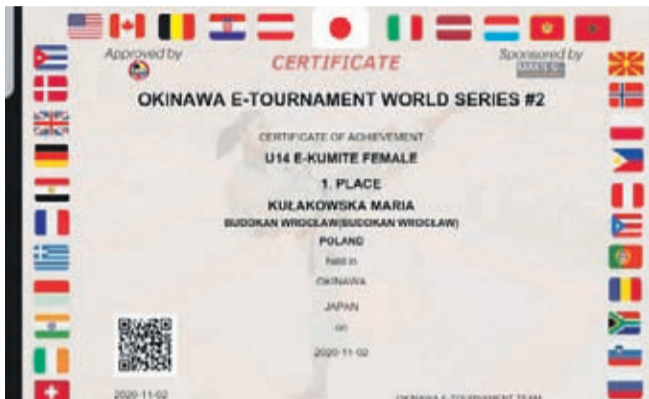 Approved by
CERTIFICATE
Sponsored by
OKINAWA E-TOURNAMENT WORLD SERIES #2
CERTIFICATE OF ACHIEVEMENT
U14 E-KUMITE FEMALE
1. PLACE
KUŁAKOWSKA MARIA
BUDOKAN WROCŁAW(BUDOKAN WROCŁAW)
POLAND
held in
OKINAWA
JAPAN
on
2020-11-02
2020-11-02
OKINAWA E-TOURNAMENT TEAM